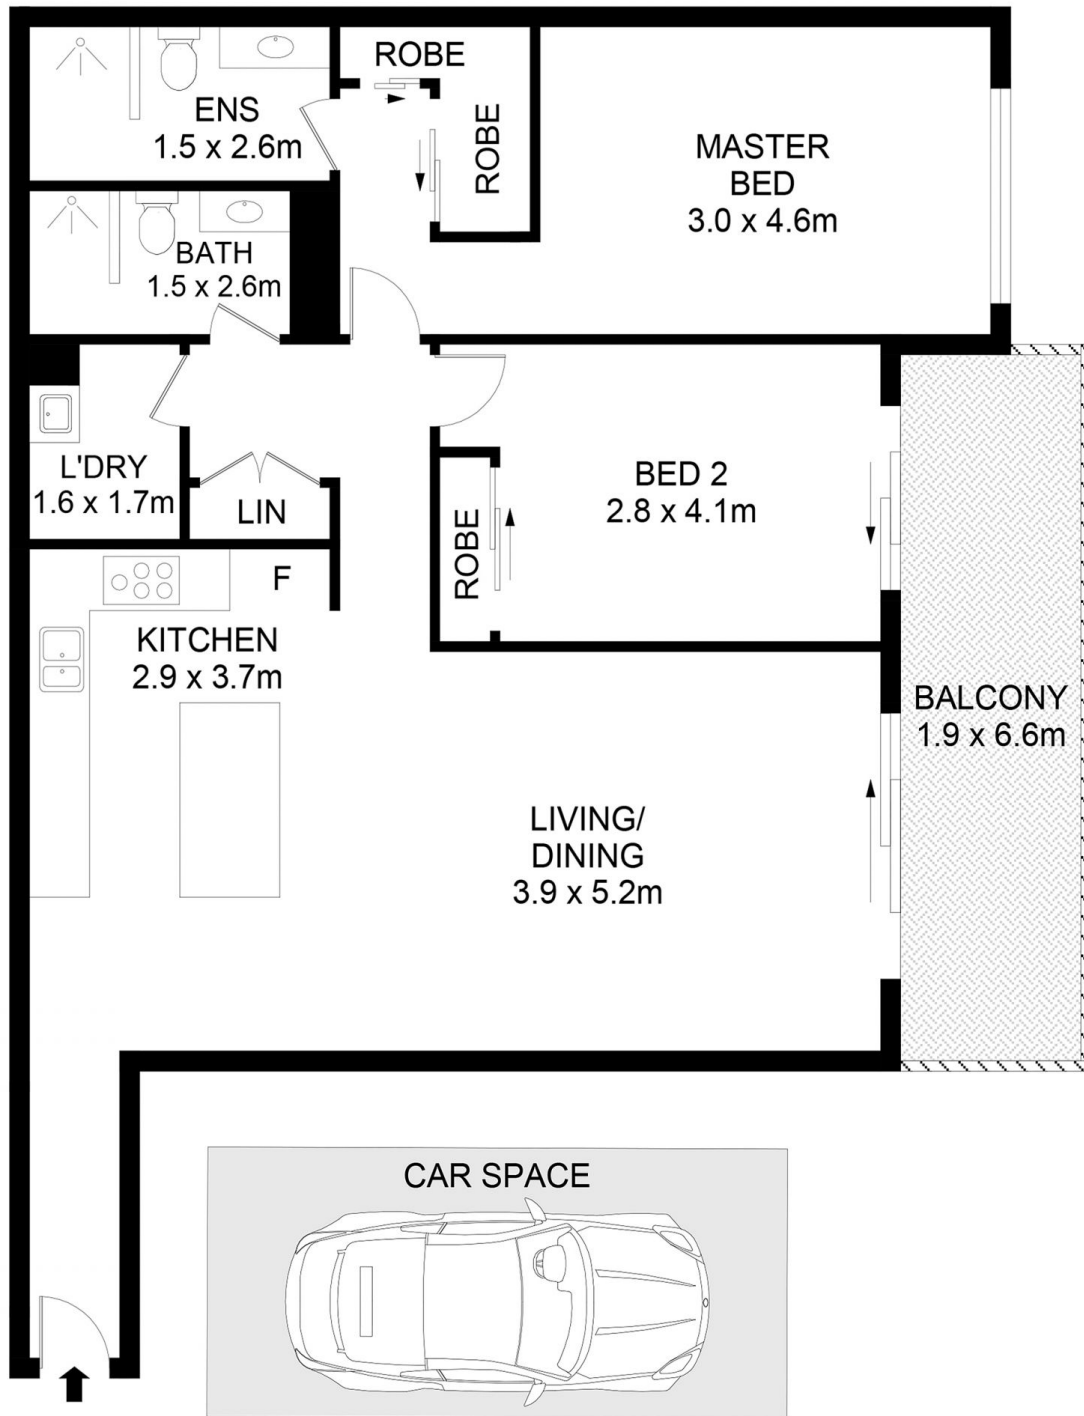 ENS
1.5 x 2.6m
ROBE
ROBE
MASTER
BED
3.0 x 4.6m
BATH
1.5 x 2.6m
L'DRY
1.6 x 1.7m
LIN
ROBE
BED 2
2.8 x 4.1m
F
KITCHEN
2.9 x 3.7m
BALCONY
1.9 x 6.6m
LIVING/
DINING
3.9 x 5.2m
CAR SPACE